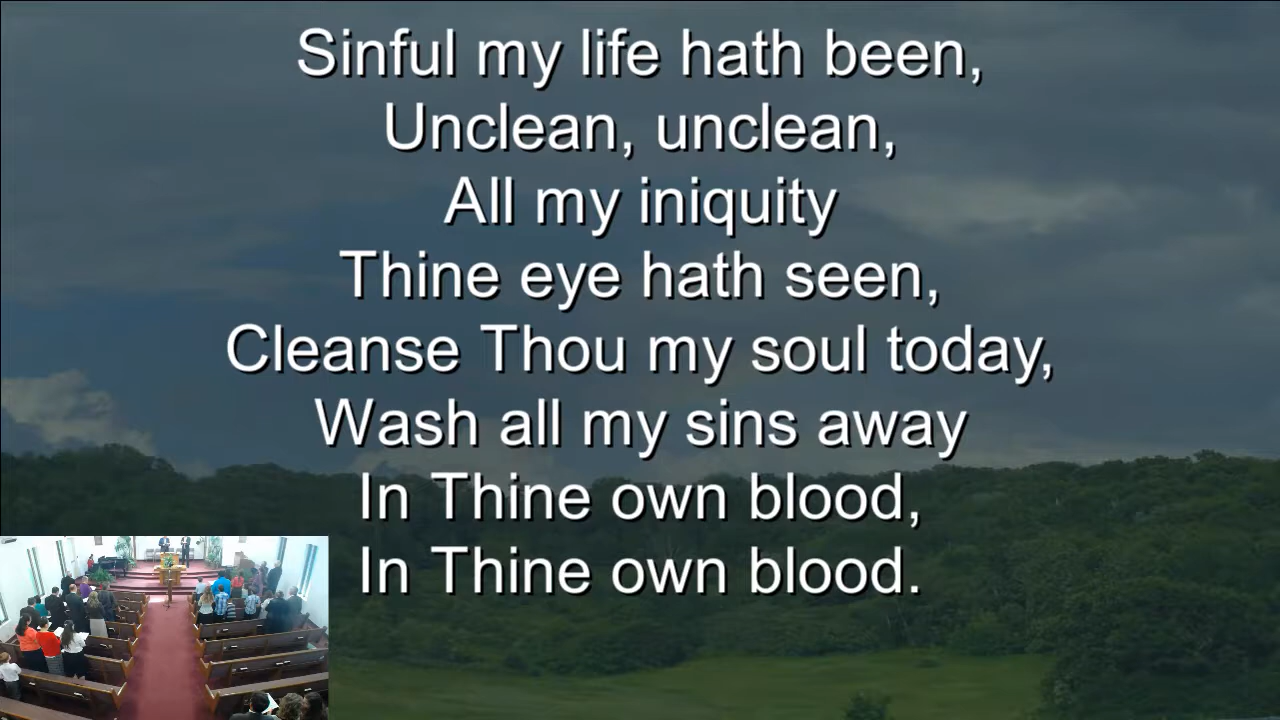 Sinful my life hath been,
Unclean, unclean,
All my iniquity
Thine eye hath seen,
Cleanse Thou my soul today,
Wash all my sins away
In Thine own blood,
In Thine own blood.